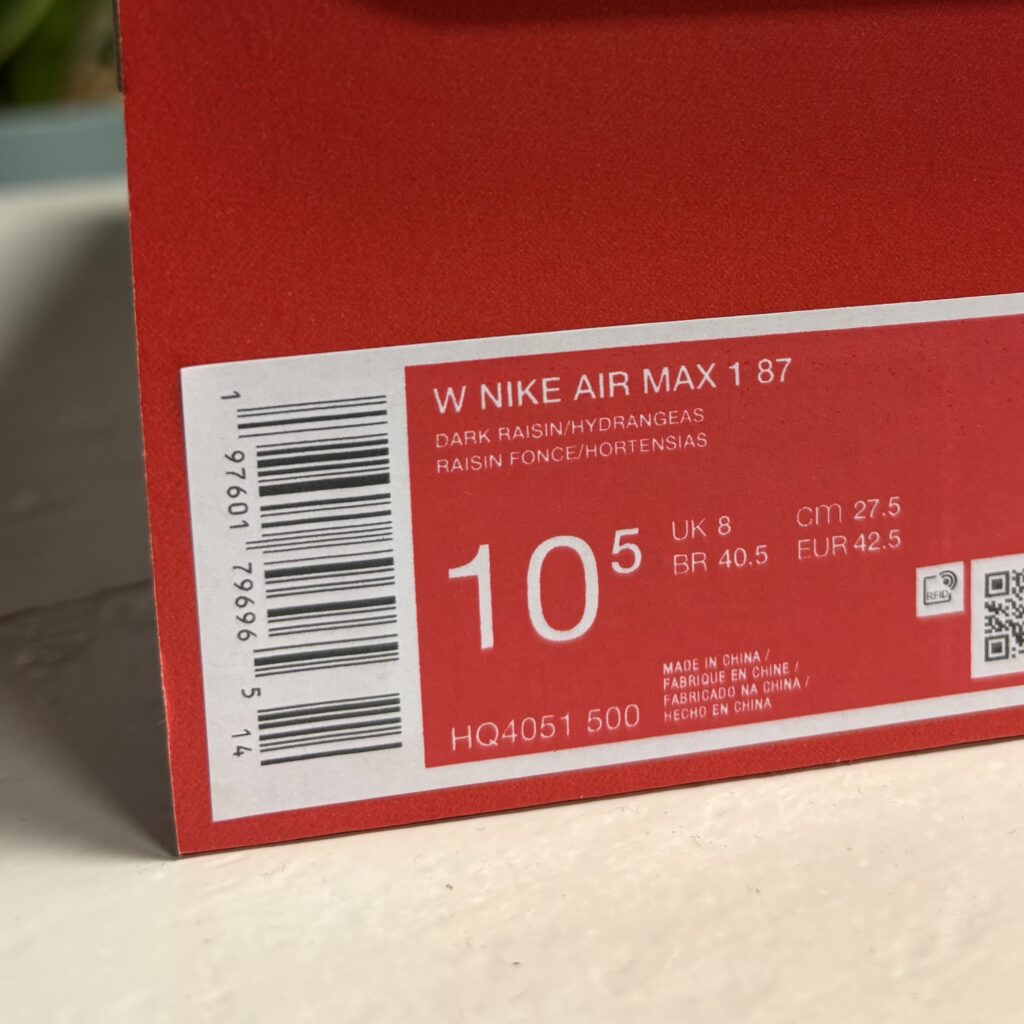 W NIKE AIR MAX 1 87
DARK RAISIN/HYDRANGEAS
RAISIN FONCE/HORTENSIAS
10 5
UK 8
BR 40.5
cm 27.5
EUR 42.5
RFID
MADE IN CHINA /
FABRIQUE EN CHINE /
FABRICADO NA CHINA /
HECHO EN CHINA
HQ4051 500
1 97601 79696 5 14